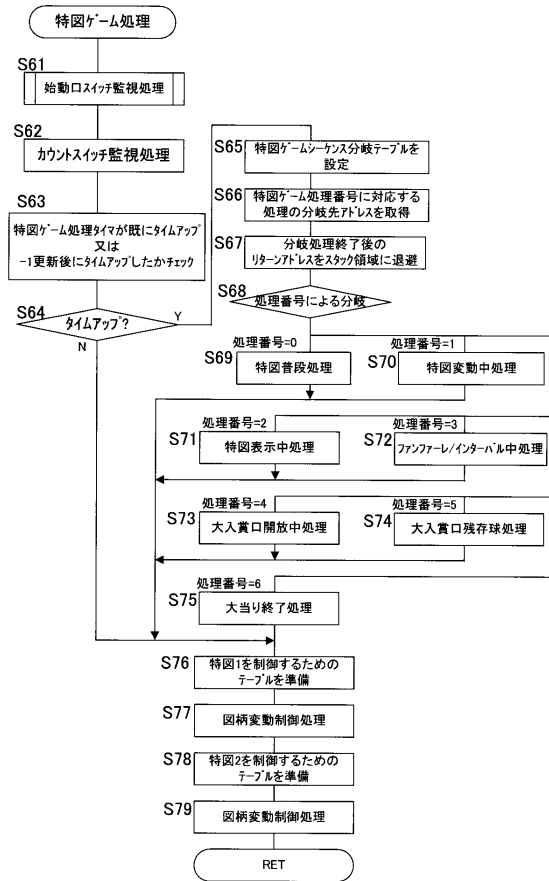 特図ゲーム処理
S61
始動口スイッチ監視処理
S62
カウントスイッチ監視処理
S63
特図ゲーム処理タイマが既にタイムアップ
又は
-1更新後にタイムアップしたかチェック
S64
タイムアップ?
Y
N
S65
特図ゲームシーケンス分岐テーブルを
設定
S66
特図ゲーム処理番号に対応する
処理の分岐先アドレスを取得
S67
分岐処理終了後の
リターンアドレスをスタック領域に退避
S68
処理番号による分岐
処理番号=0
S69
特図普段処理
処理番号=1
S70
特図変動中処理
処理番号=2
S71
特図表示中処理
処理番号=3
S72
ファンファーレ/インターバル中処理
処理番号=4
S73
大入賞口開放中処理
処理番号=5
S74
大入賞口残存球処理
処理番号=6
S75
大当り終了処理
S76
特図1を制御するための
テーブルを準備
S77
図柄変動制御処理
S78
特図2を制御するための
テーブルを準備
S79
図柄変動制御処理
RET